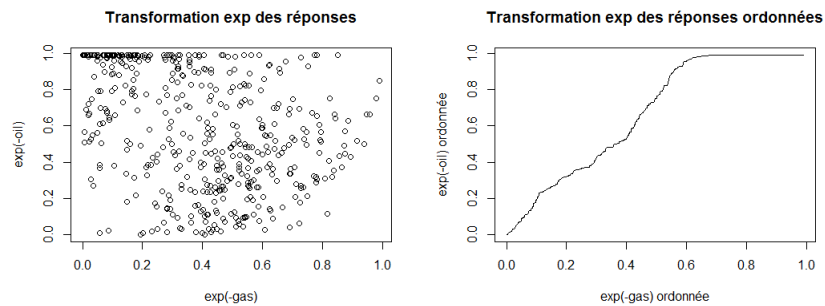 Transformation exp des réponses
exp(-oil)
1.0
0.8
0.6
0.4
0.2
0.0
0.0 0.2 0.4 0.6 0.8 1.0
exp(-gas)
Transformation exp des réponses ordonnées
exp(-oil) ordonnée
1.0
0.8
0.6
0.4
0.2
0.0
0.0 0.2 0.4 0.6 0.8 1.0
exp(-gas) ordonnée